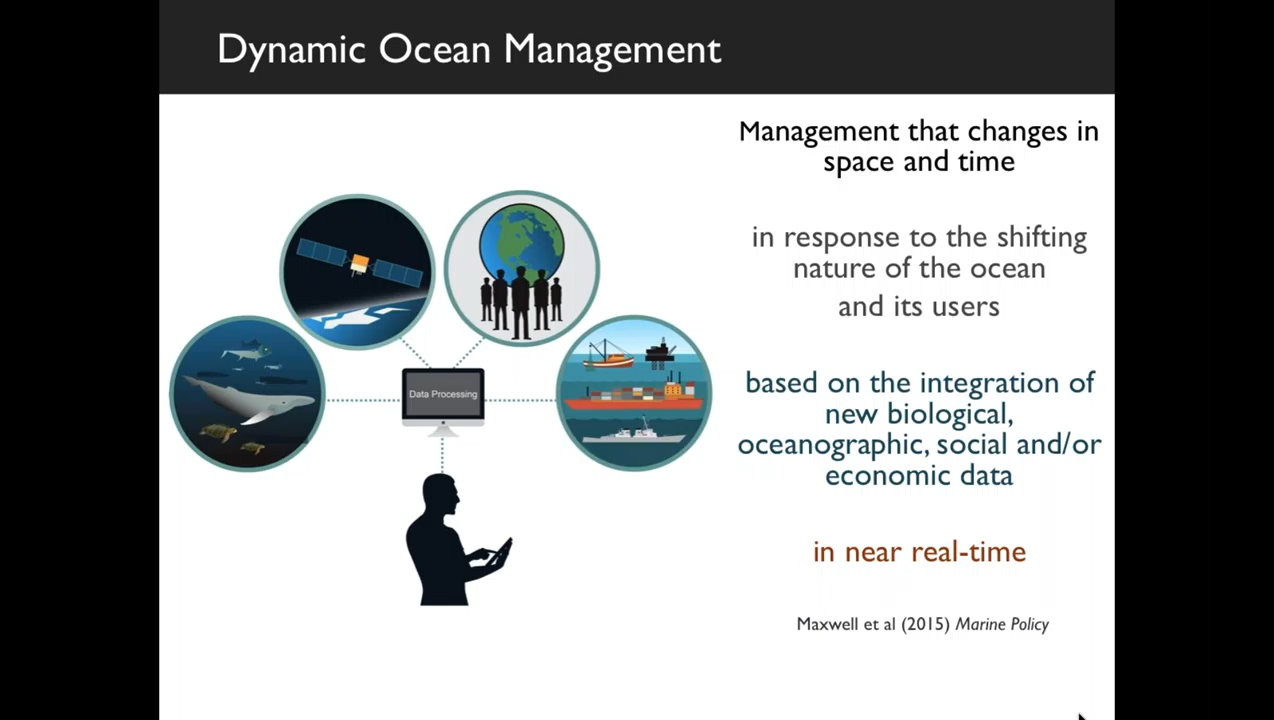 Dynamic Ocean Management
Management that changes in
space and time
in response to the shifting
nature of the ocean
and its users
based on the integration of
new biological,
oceanographic, social and/or
economic data
in near real-time
Maxwell et al (2015) Marine Policy
Data Processing